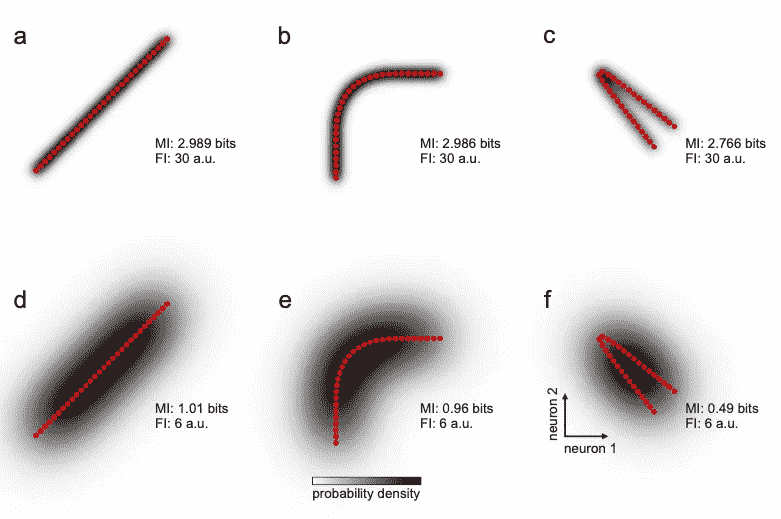 a
b
c
MI: 2.989 bits
FI: 30 a.u.
MI: 2.986 bits
FI: 30 a.u.
MI: 2.766 bits
FI: 30 a.u.
d
e
f
MI: 1.01 bits
FI: 6 a.u.
MI: 0.96 bits
FI: 6 a.u.
MI: 0.49 bits
FI: 6 a.u.
neuron 2
neuron 1
probability density